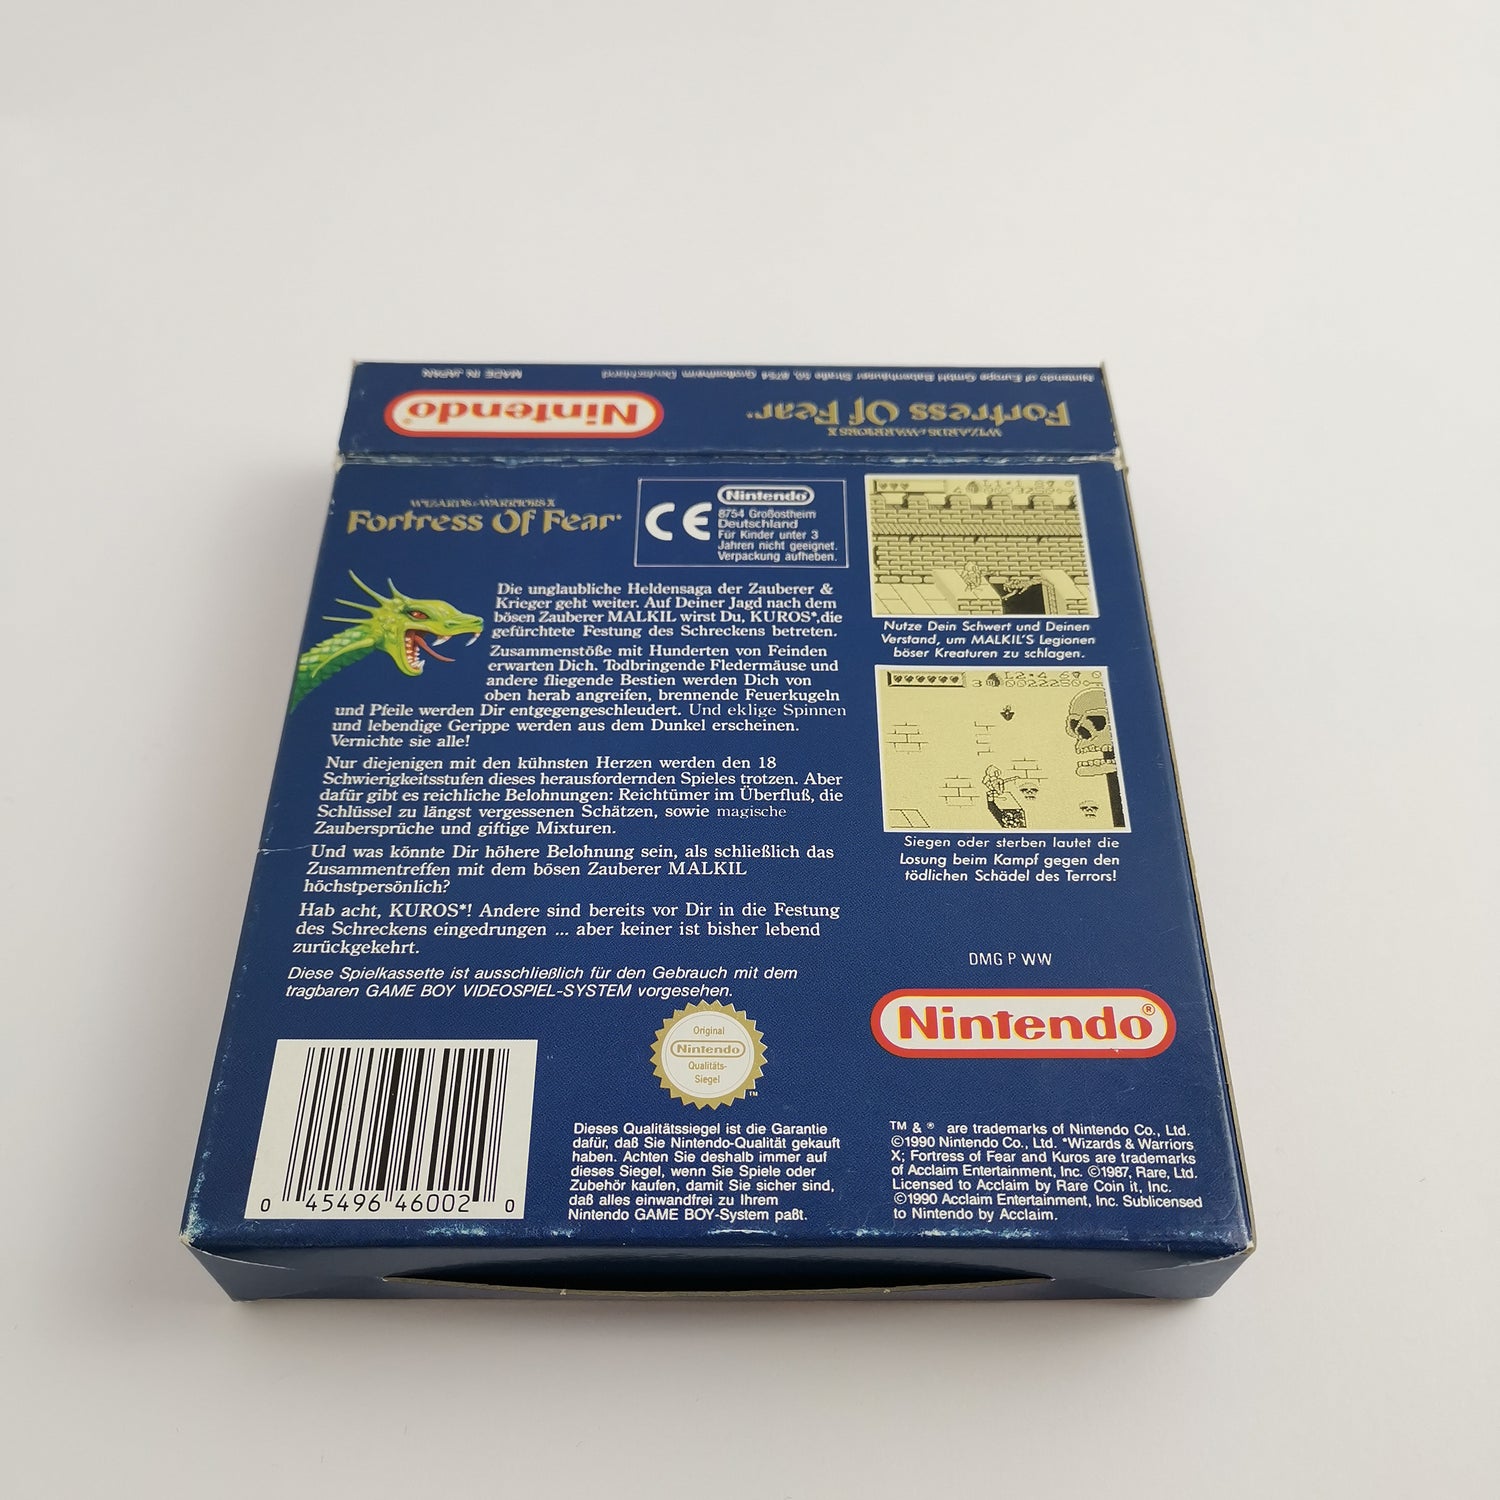 MADE IN JAPAN
Nintendo of Europe GmbH Babenhäuser Straße 50, 8754 Großostheim Deutschland
Nintendo®
WIZARDS & WARRIORS X
Fortress Of Fear*
WIZARDS & WARRIORS X
Fortress Of Fear*
CE
Nintendo
8754 Großostheim
Deutschland
Für Kinder unter 3
Jahren nicht geeignet.
Verpackung aufheben.
Die unglaubliche Heldensaga der Zauberer &
Krieger geht weiter. Auf Deiner Jagd nach dem
bösen Zauberer MALKIL wirst Du, KUROS*,die
gefürchtete Festung des Schreckens betreten.
Zusammenstöße mit Hunderten von Feinden
erwarten Dich. Todbringende Fledermäuse und
andere fliegende Bestien werden Dich von
oben herab angreifen, brennende Feuerkugeln
und Pfeile werden Dir entgegengeschleudert. Und eklige Spinnen
und lebendige Gerippe werden aus dem Dunkel erscheinen.
Vernichte sie alle!
Nur diejenigen mit den kühnsten Herzen werden den 18
Schwierigkeitsstufen dieses herausfordernden Spieles trotzen. Aber
dafür gibt es reichliche Belohnungen: Reichtümer im Überfluß, die
Schlüssel zu längst vergessenen Schätzen, sowie magische
Zaubersprüche und giftige Mixturen.
Und was könnte Dir höhere Belohnung sein, als schließlich das
Zusammentreffen mit dem bösen Zauberer MALKIL
höchstpersönlich?
Hab acht, KUROS*! Andere sind bereits vor Dir in die Festung
des Schreckens eingedrungen ... aber keiner ist bisher lebend
zurückgekehrt.
Diese Spielkassette ist ausschließlich für den Gebrauch mit dem
tragbaren GAME BOY VIDEOSPIEL-SYSTEM vorgesehen.
Nutze Dein Schwert und Deinen
Verstand, um MALKIL'S Legionen
böser Kreaturen zu schlagen.
L2·4
3 00222500
Siegen oder sterben lautet die
Losung beim Kampf gegen den
tödlichen Schädel des Terrors!
DMG P WW
Nintendo®
0 45496 46002 0
Original
Nintendo
Qualitäts-
Siegel
TM
Dieses Qualitätssiegel ist die Garantie
dafür, daß Sie Nintendo-Qualität gekauft
haben. Achten Sie deshalb immer auf
dieses Siegel, wenn Sie Spiele oder
Zubehör kaufen, damit Sie sicher sind,
daß alles einwandfrei zu Ihrem
Nintendo GAME BOY-System paßt.
TM & ® are trademarks of Nintendo Co., Ltd.
©1990 Nintendo Co., Ltd. *Wizards & Warriors
X; Fortress of Fear and Kuros are trademarks
of Acclaim Entertainment, Inc. ©1987, Rare, Ltd.
Licensed to Acclaim by Rare Coin it, Inc.
©1990 Acclaim Entertainment, Inc. Sublicensed
to Nintendo by Acclaim.